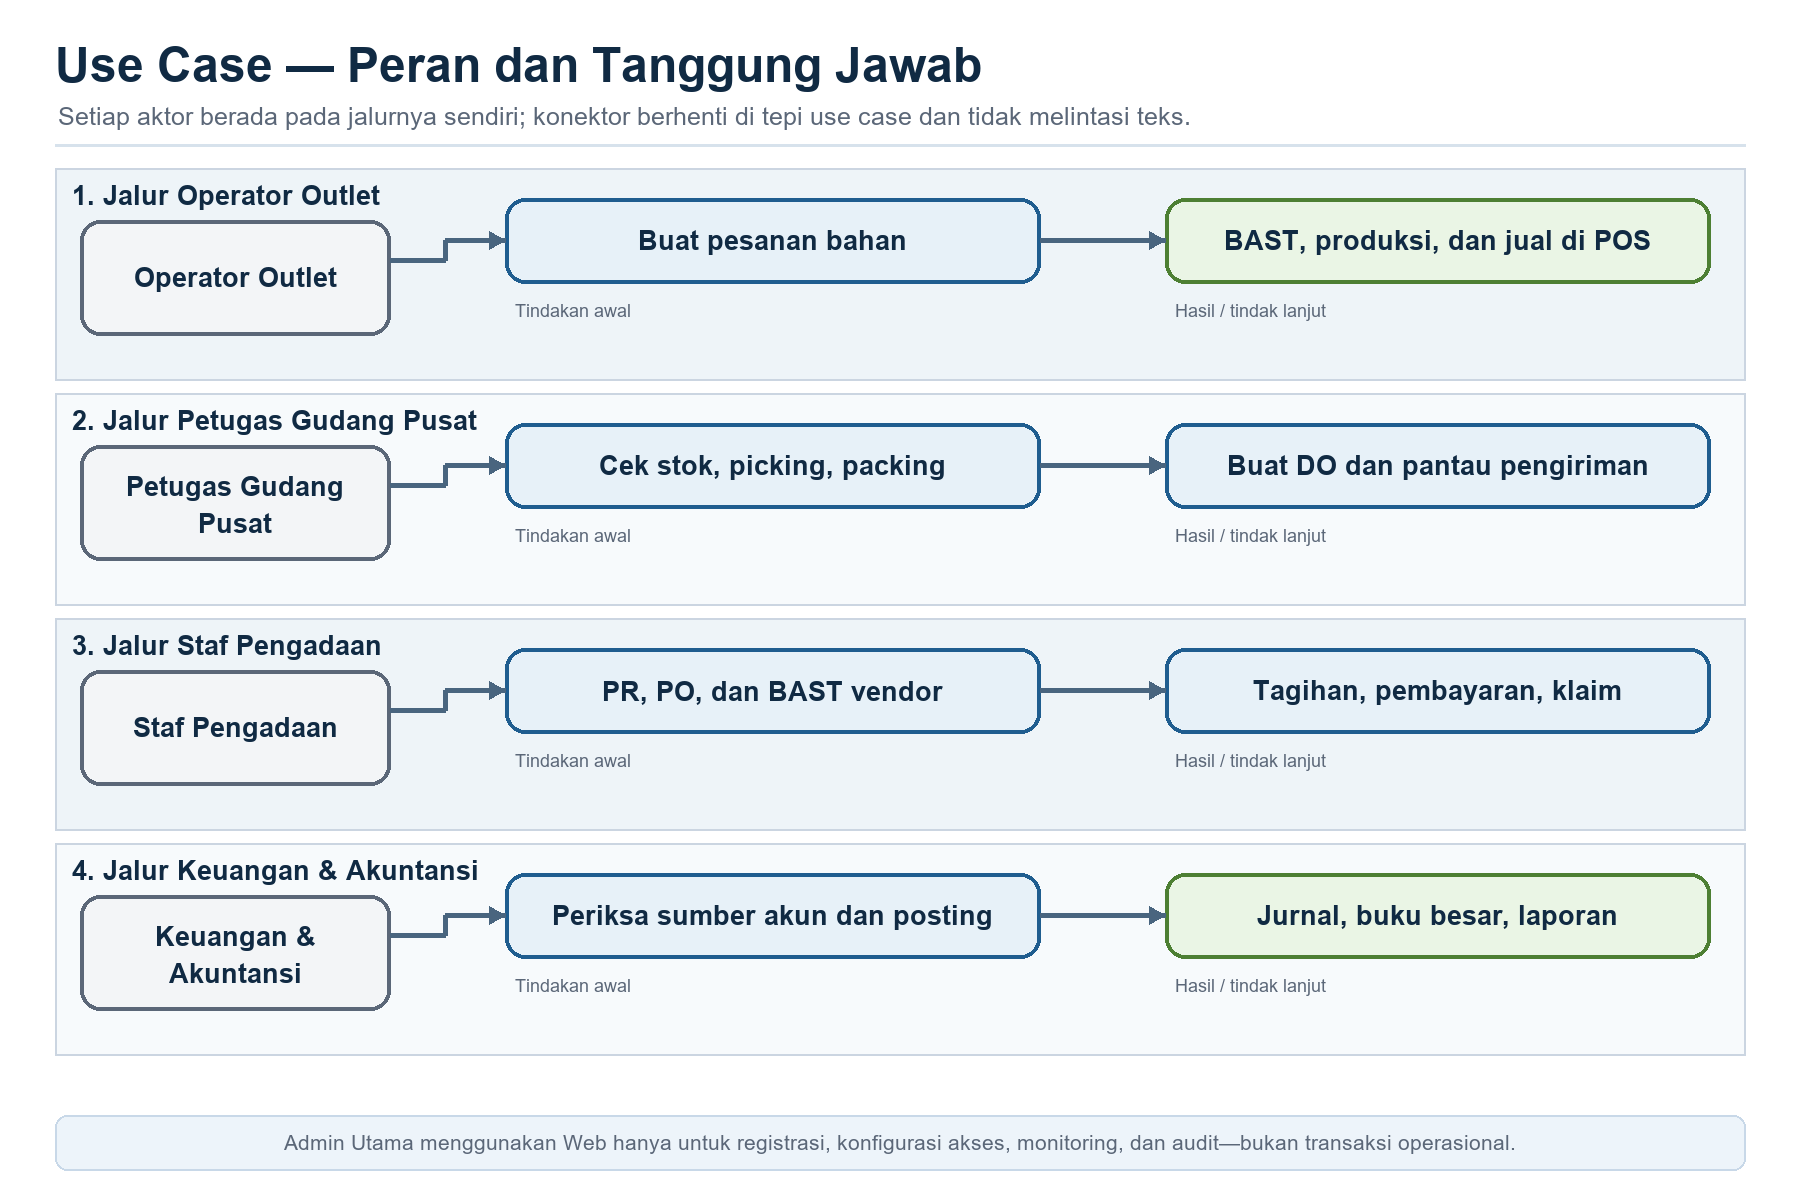 Use Case — Peran dan Tanggung Jawab
Setiap aktor berada pada jalurnya sendiri; konektor berhenti di tepi use case dan tidak melintasi teks.
1. Jalur Operator Outlet
Operator Outlet
Buat pesanan bahan
Tindakan awal
BAST, produksi, dan jual di POS
Hasil / tindak lanjut
2. Jalur Petugas Gudang Pusat
Petugas Gudang
Pusat
Cek stok, picking, packing
Tindakan awal
Buat DO dan pantau pengiriman
Hasil / tindak lanjut
3. Jalur Staf Pengadaan
Staf Pengadaan
PR, PO, dan BAST vendor
Tindakan awal
Tagihan, pembayaran, klaim
Hasil / tindak lanjut
4. Jalur Keuangan & Akuntansi
Keuangan &
Akuntansi
Periksa sumber akun dan posting
Tindakan awal
Jurnal, buku besar, laporan
Hasil / tindak lanjut
Admin Utama menggunakan Web hanya untuk registrasi, konfigurasi akses, monitoring, dan audit—bukan transaksi operasional.